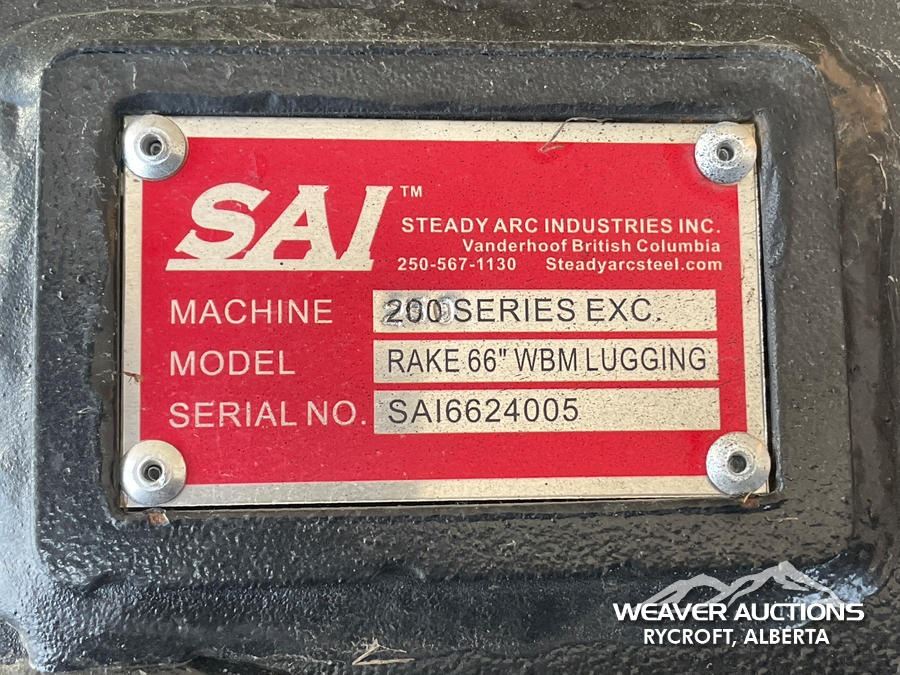 SAI™
STEADY ARC INDUSTRIES INC.
Vanderhoof British Columbia
250-567-1130 Steadyarcsteel.com
MACHINE 200 SERIES EXC.
MODEL RAKE 66" WBM LUGGING
SERIAL NO. SAI6624005
WEAVER AUCTIONS
RYCROFT, ALBERTA